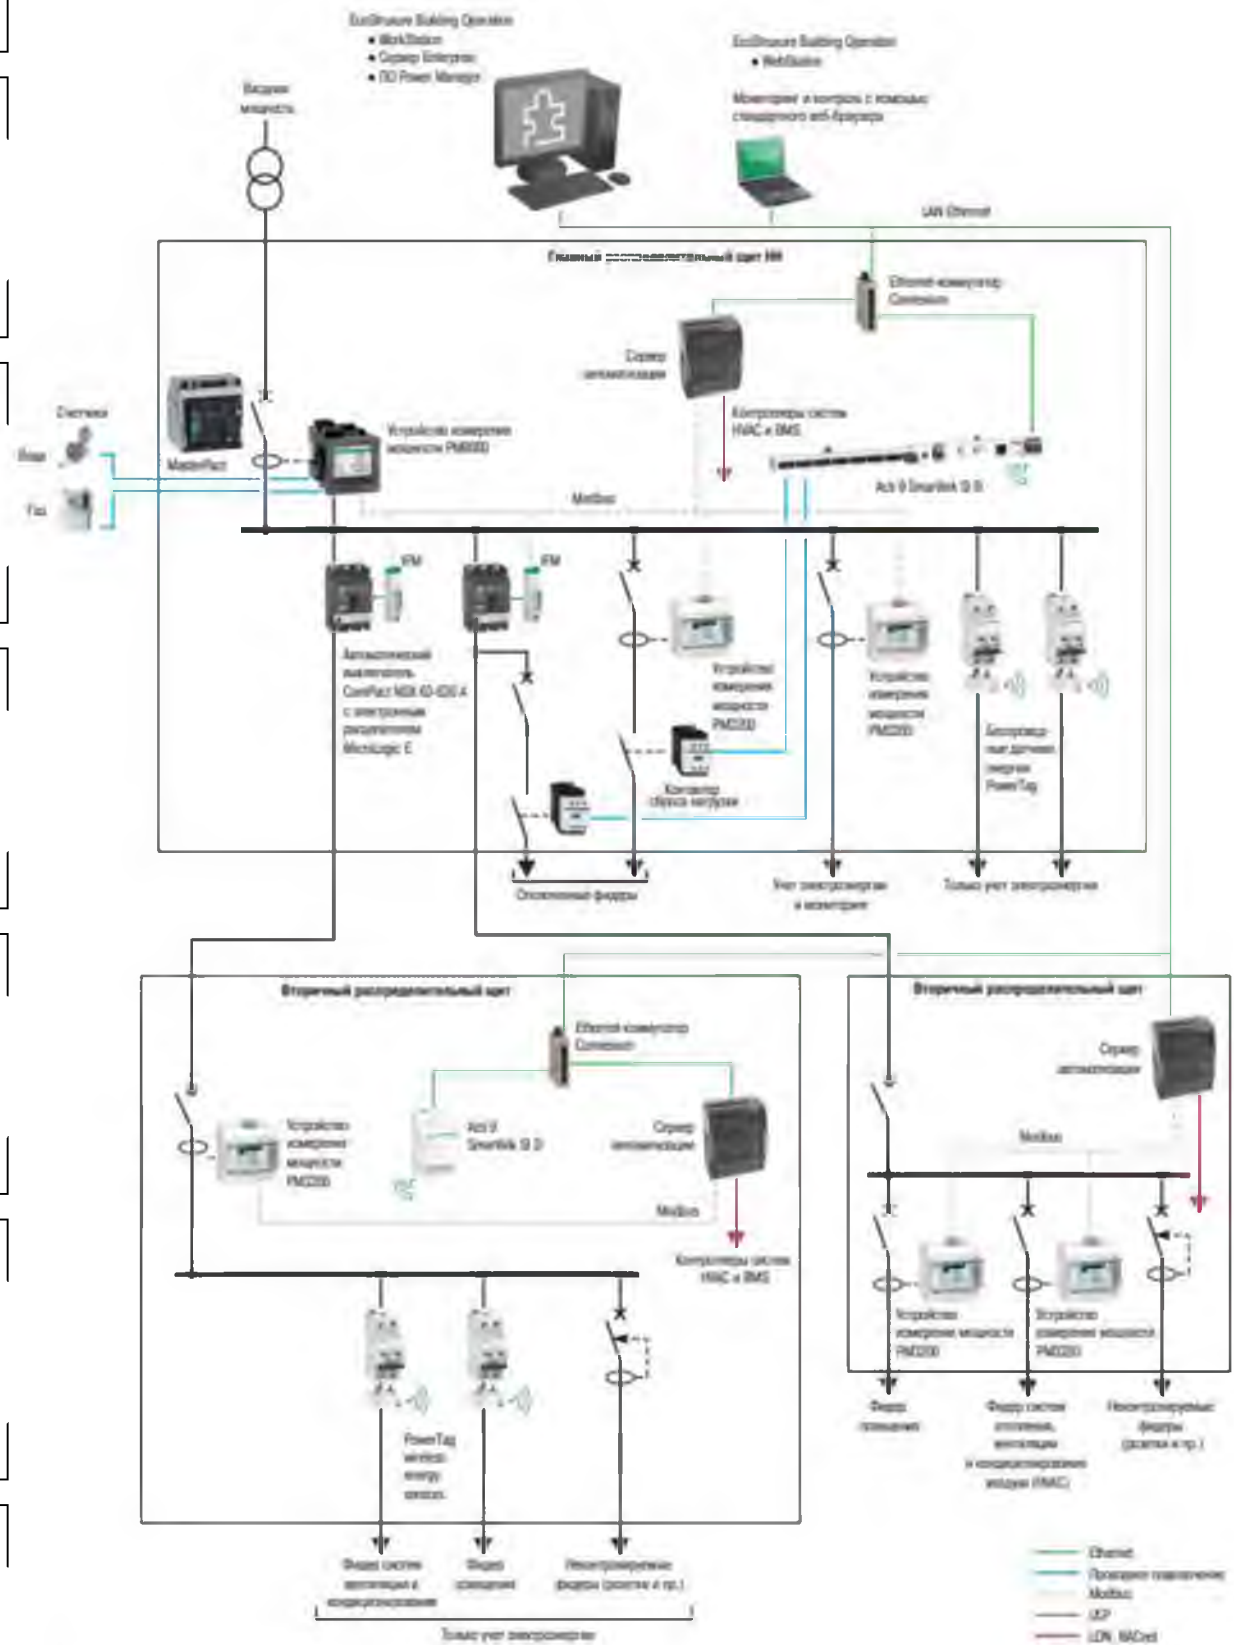 EcoStruxure Building Operation
• WorkStation
• Сервер Enterprise
• ПО Power Manager
EcoStruxure Building Operation
• WebStation
Мониторинг и контроль с помощью
стандартного веб-браузера
Входная
мощность
LAN Ethernet
Главный распределительный щит НН
Ethernet-коммутатор
Connexium
Сервер
автоматизации
Контроллеры систем
HVAC и BMS
Acti 9 Smartlink SI B
Счетчики
Вода
Газ
MasterPact
Устройство измерения
мощности PM8000
Modbus
IFM
IFM
Автоматический
выключатель
ComPact NSX 63-630 А
с электронным
расцепителем
MicroLogic E
Устройство
измерения
мощности
PM3200
Устройство
измерения
мощности
PM3200
Беспровод-
ные датчики
энергии
PowerTag
Контактор
сброса нагрузки
Отключаемые фидеры
Учет электроэнергии
и мониторинг
Только учет электроэнергии
Вторичный распределительный щит
Ethernet-коммутатор
Connexium
Устройство
измерения
мощности
PM3200
Acti 9
Smartlink SI D
Сервер
автоматизации
Modbus
Контроллеры систем
HVAC и BMS
PowerTag
wireless
energy
sensors
Фидер систем
вентиляции и
кондиционирования
Фидер
освещения
Неконтролируемые
фидеры (розетки и пр.)
Только учет электроэнергии
Вторичный распределительный щит
Сервер
автоматизации
Modbus
Устройство
измерения мощности
PM3200
Устройство
измерения мощности
PM3200
Фидер
освещения
Фидер систем
отопления,
вентиляции
и кондиционирования
воздуха (HVAC)
Неконтролируемые
фидеры
(розетки и пр.)
Ethernet
Проводное подключение
Modbus
ULP
LON, BACnet